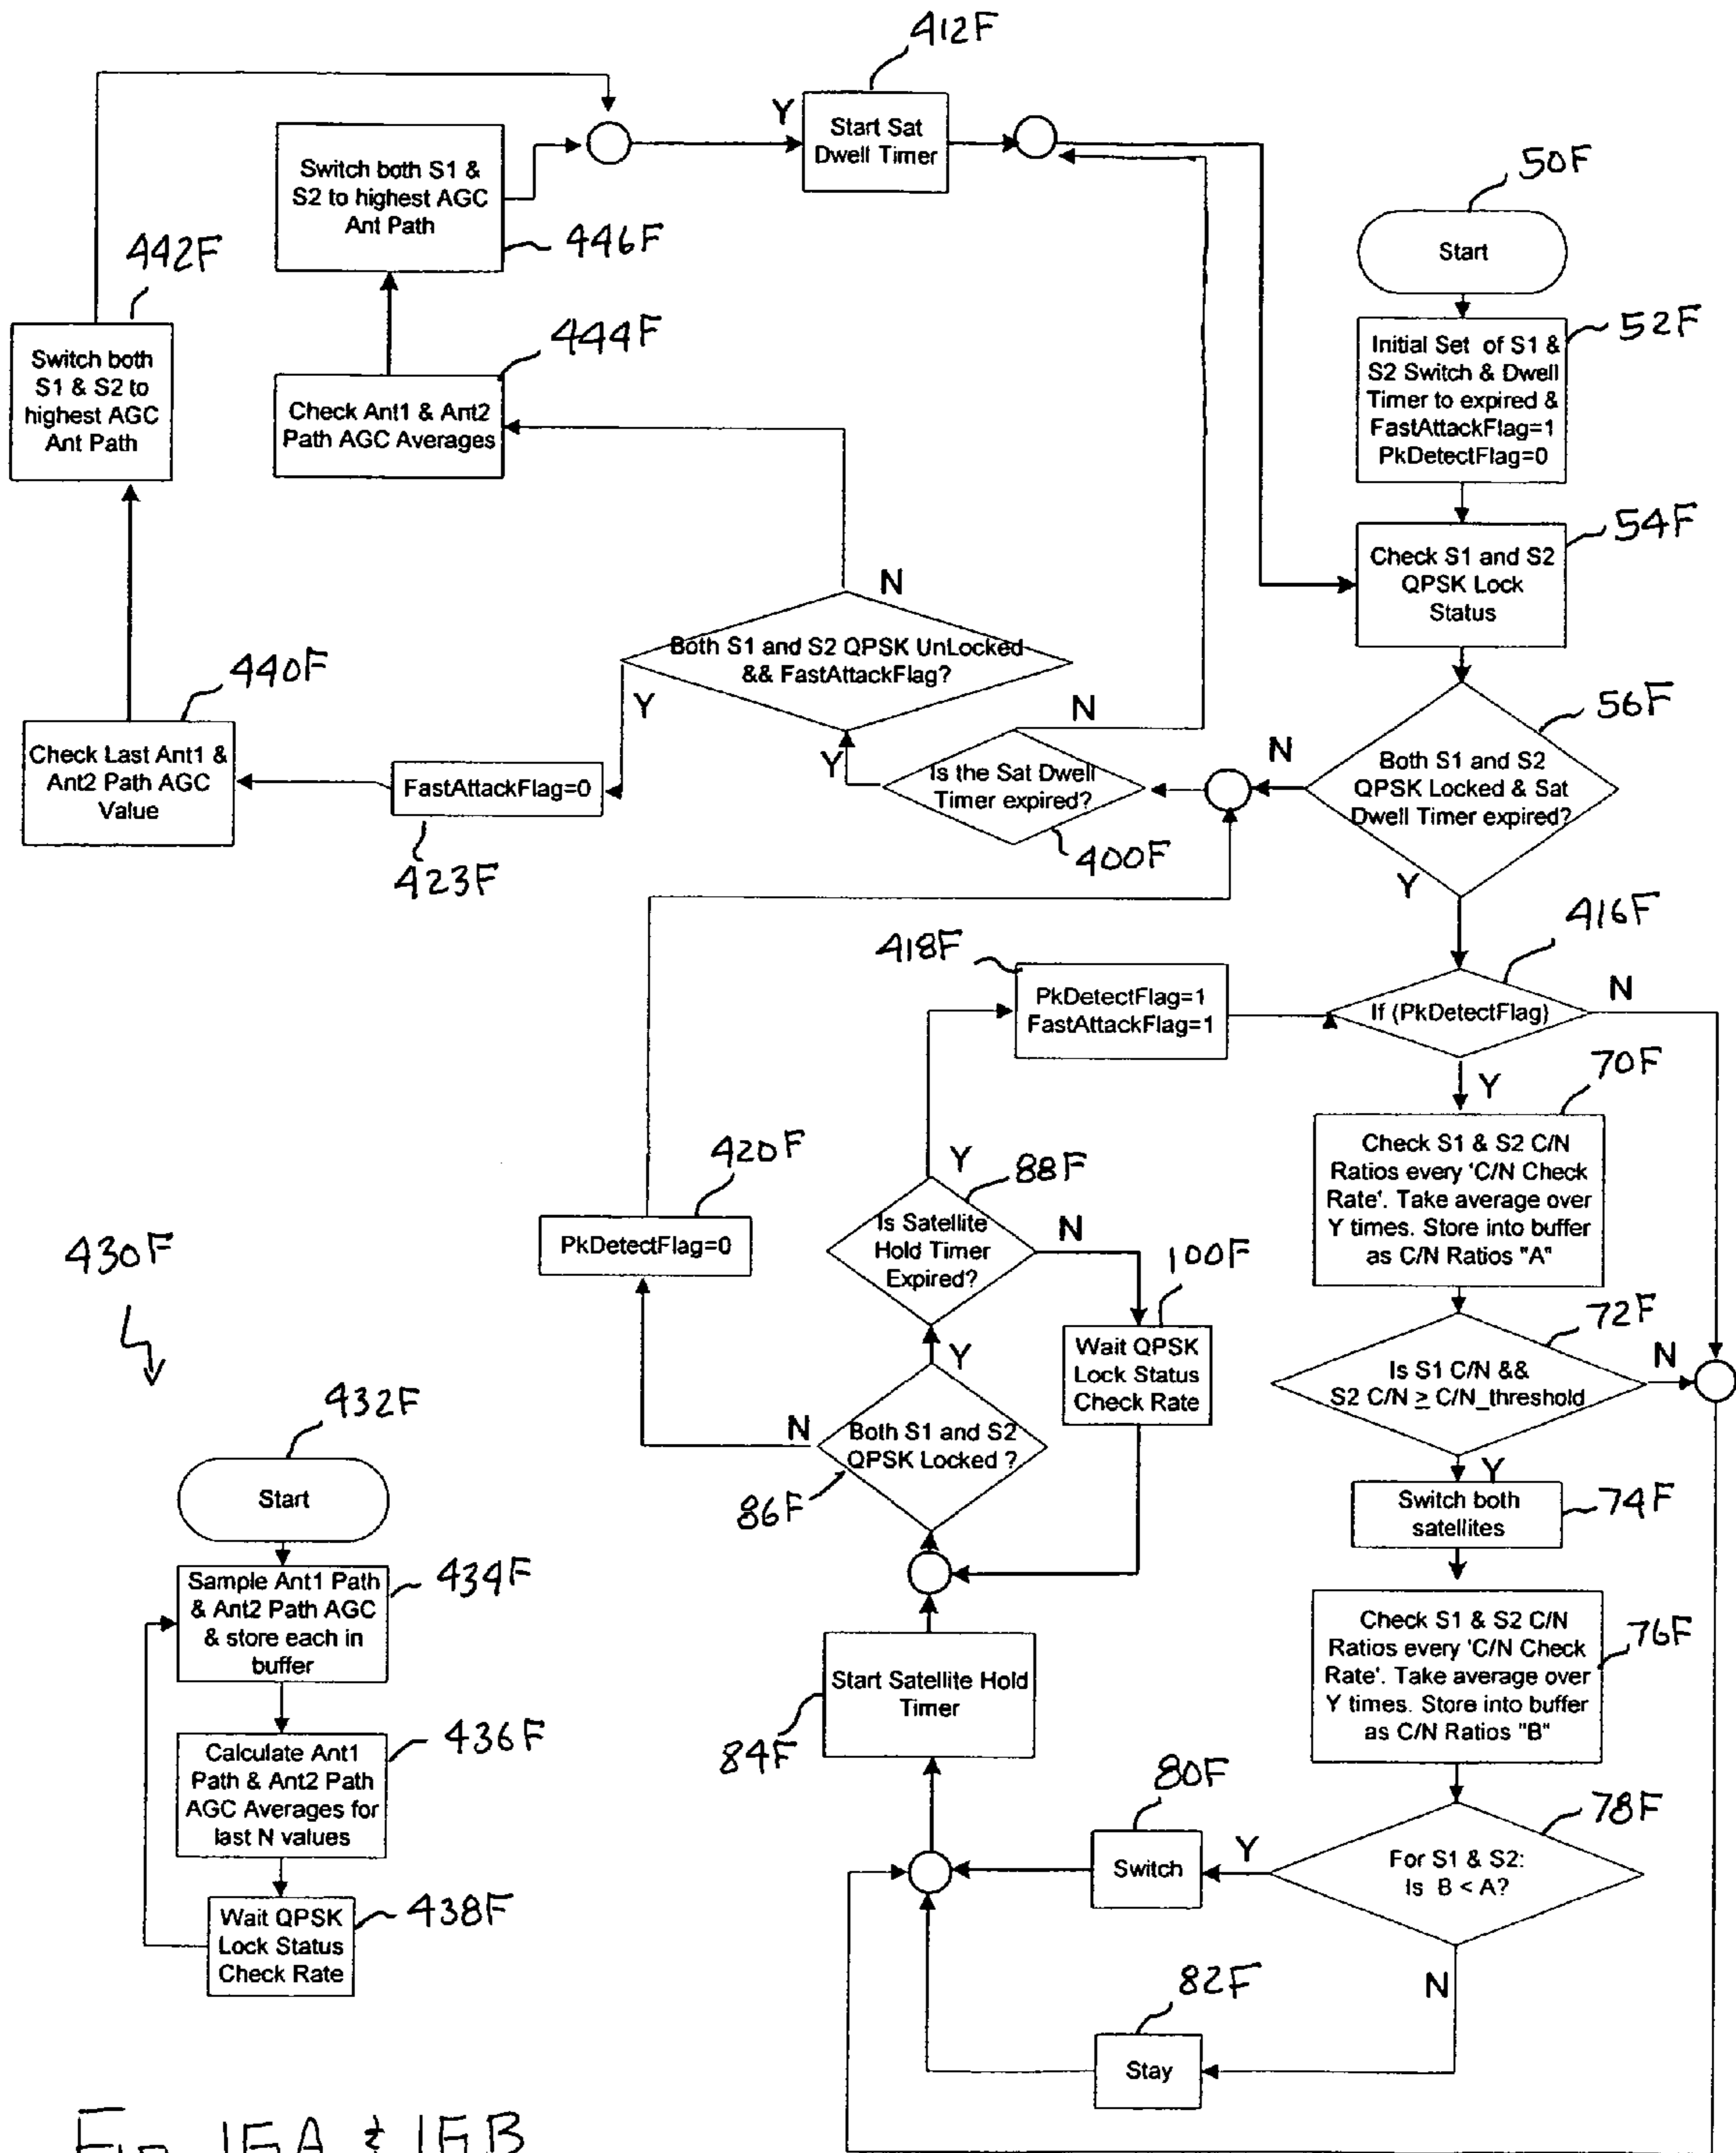 412F
Y
Start Sat
Dwell Timer
Switch both S1 &
S2 to highest AGC
Ant Path
446F
50F
Start
442F
Switch both
S1 & S2 to
highest AGC
Ant Path
444F
Check Ant1 & Ant2
Path AGC Averages
52F
Initial Set of S1 &
S2 Switch & Dwell
Timer to expired &
FastAttackFlag=1
PkDetectFlag=0
54F
Check S1 and S2
QPSK Lock
Status
N
Both S1 and S2 QPSK UnLocked
&& FastAttackFlag?
Y
440F
Check Last Ant1 &
Ant2 Path AGC
Value
FastAttackFlag=0
423F
Y
N
Is the Sat Dwell
Timer expired?
400F
N
56F
Both S1 and S2
QPSK Locked & Sat
Dwell Timer expired?
Y
416F
418F
PkDetectFlag=1
FastAttackFlag=1
If (PkDetectFlag)
N
Y
70F
Check S1 & S2 C/N
Ratios every 'C/N Check
Rate'. Take average over
Y times. Store into buffer
as C/N Ratios "A"
420F
PkDetectFlag=0
Y
88F
Is Satellite
Hold Timer
Expired?
N
100F
Wait QPSK
Lock Status
Check Rate
72F
Is S1 C/N &&
S2 C/N ≥ C/N_threshold
N
Y
Y
N
Both S1 and S2
QPSK Locked ?
86F
Switch both
satellites
74F
430F
432F
Start
Sample Ant1 Path
& Ant2 Path AGC
& store each in
buffer
434F
Calculate Ant1
Path & Ant2 Path
AGC Averages for
last N values
436F
Wait QPSK
Lock Status
Check Rate
438F
Start Satellite Hold
Timer
84F
Check S1 & S2 C/N
Ratios every 'C/N Check
Rate'. Take average over
Y times. Store into buffer
as C/N Ratios "B"
76F
80F
Switch
Y
78F
For S1 & S2:
Is B < A?
N
82F
Stay
Fig. 15A & 15B